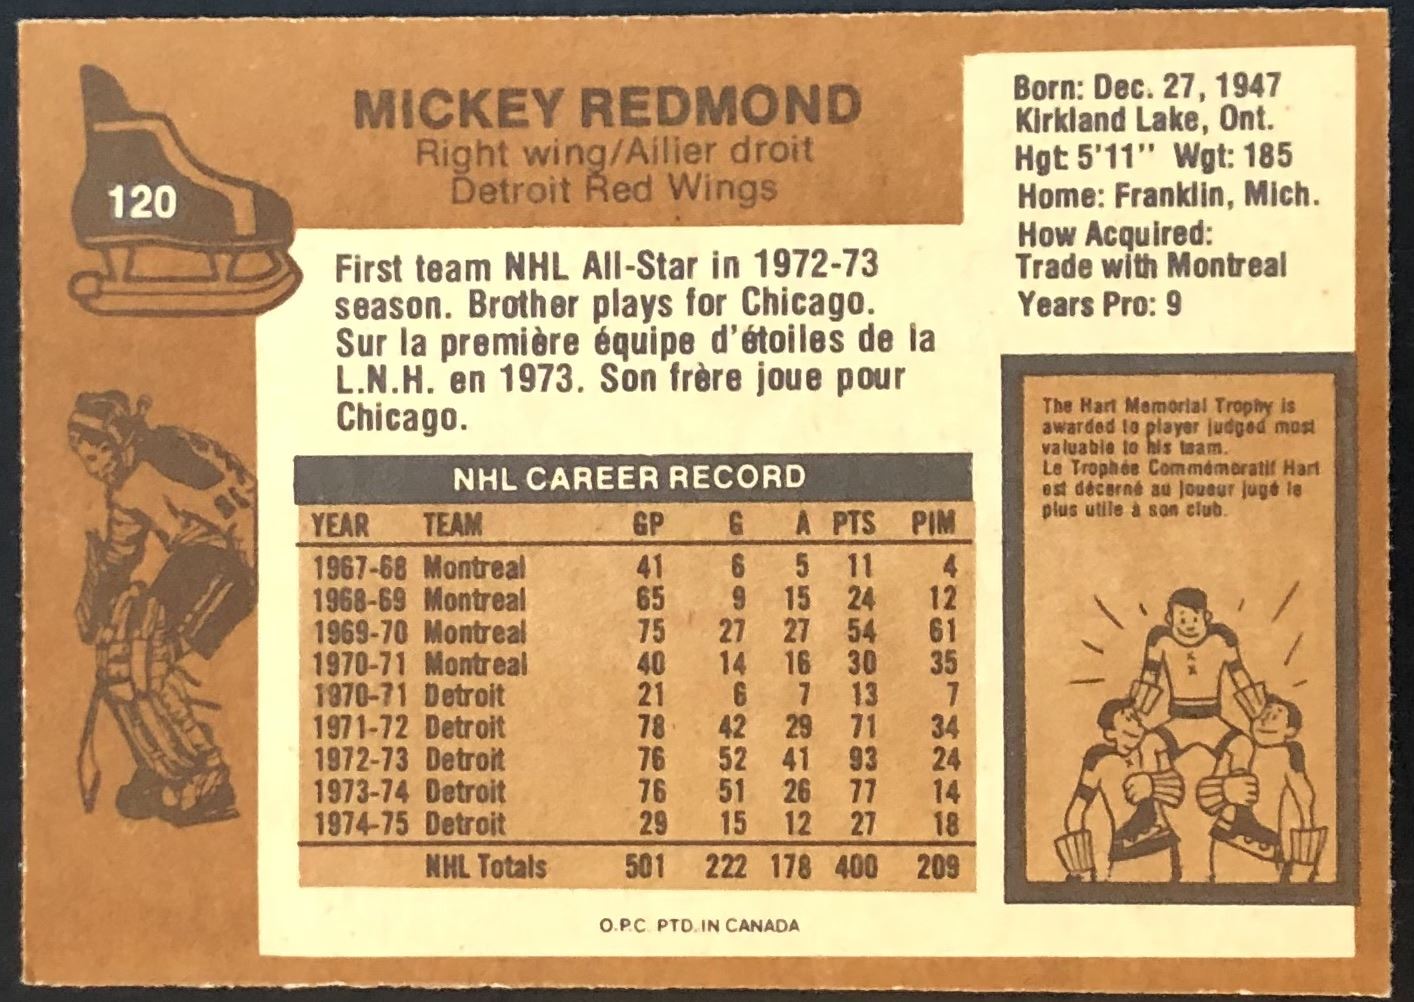 120
MICKEY REDMOND
Right wing/Ailier droit
Detroit Red Wings
Born: Dec. 27, 1947
Kirkland Lake, Ont.
Hgt: 5'11" Wgt: 185
Home: Franklin, Mich.
How Acquired:
Trade with Montreal
Years Pro: 9
First team NHL All-Star in 1972-73
season. Brother plays for Chicago.
Sur la première équipe d'étoiles de la
L.N.H. en 1973. Son frère joue pour
Chicago.
NHL CAREER RECORD
YEAR TEAM GP G A PTS PIM
1967-68 Montreal 41 6 5 11 4
1968-69 Montreal 65 9 15 24 12
1969-70 Montreal 75 27 27 54 61
1970-71 Montreal 40 14 16 30 35
1970-71 Detroit 21 6 7 13 7
1971-72 Detroit 78 42 29 71 34
1972-73 Detroit 76 52 41 93 24
1973-74 Detroit 76 51 26 77 14
1974-75 Detroit 29 15 12 27 18
NHL Totals 501 222 178 400 209
The Hart Memorial Trophy is
awarded to player judged most
valuable to his team.
Le Trophée Commémoratif Hart
est décerné au joueur jugé le
plus utile à son club.
O.P.C. PTD. IN CANADA